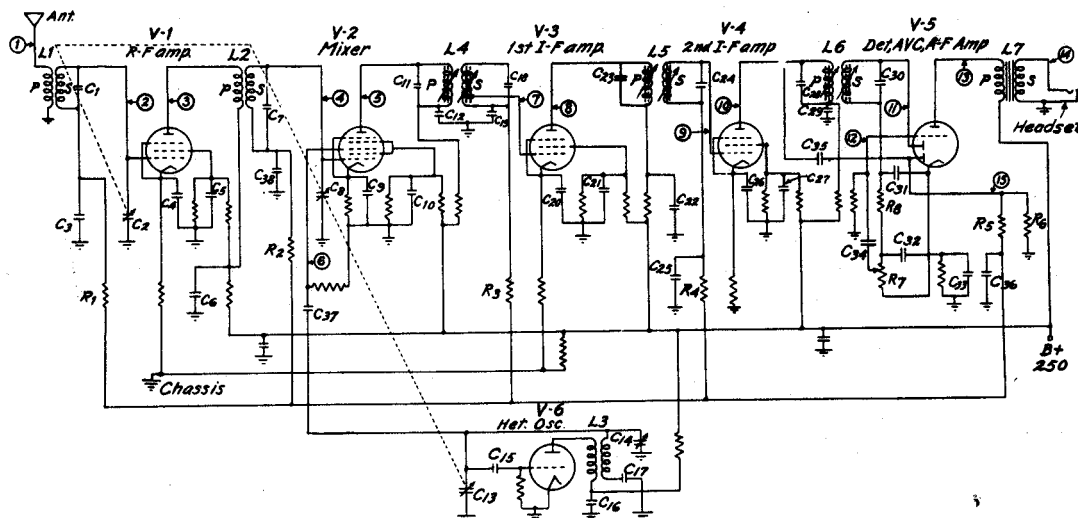 Ant.
V-1
R-F amp.
V-2
Mixer
V-3
1st I-F amp.
V-4
2nd I-F amp
V-5
Det, AVC, A-F Amp
L1
L2
L4
L5
L6
L7
1
2
3
4
5
6
7
8
9
10
11
12
13
14
15
P
S
P
S
P
S
P
S
P
S
P
S
C1
C2
C3
C4
C5
C6
C7
C38
C8
C9
C10
C11
C12
C18
C19
C20
C21
C22
C23
C24
C25
C26
C27
C28
C29
C30
C31
C32
C33
C34
C35
C36
C37
R1
R2
R3
R4
R5
R6
R7
R8
Headset
B+
250
Chassis
V-6
Het. Osc.
L3
C13
C14
C15
C16
C17